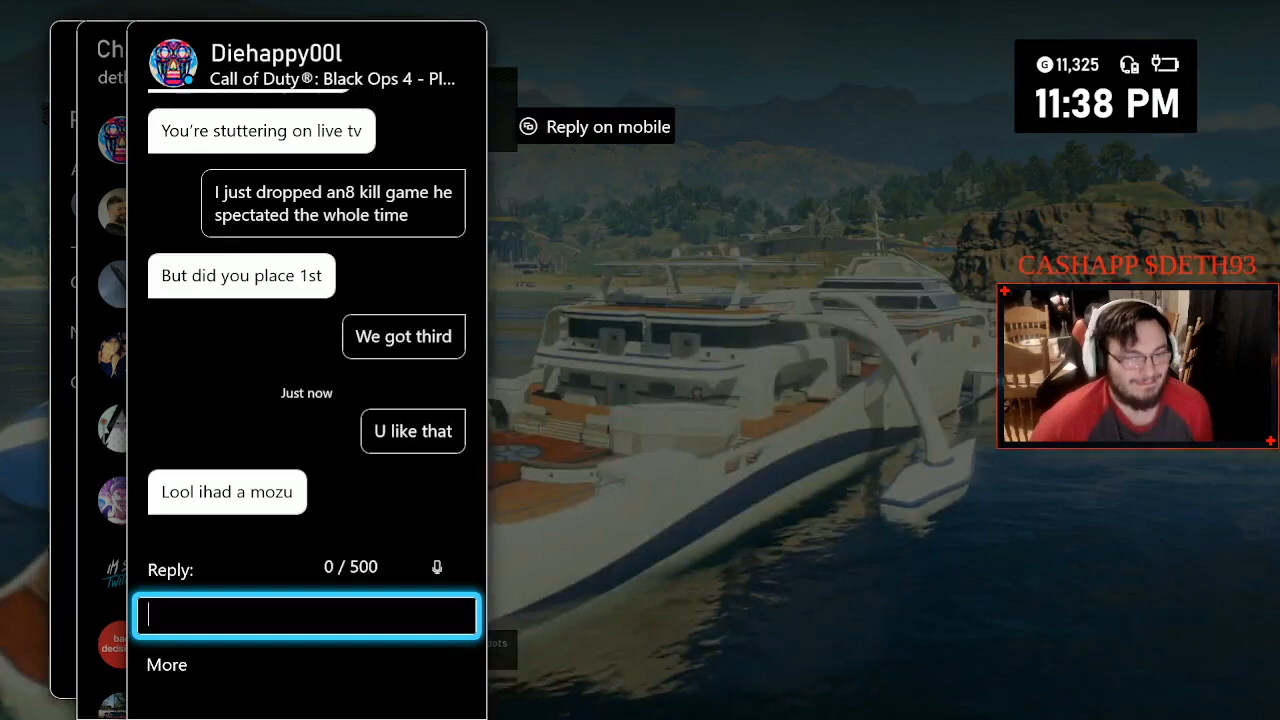 Ch
detl
Diehappy00l
Call of Duty®: Black Ops 4 - Pl...
You're stuttering on live tv
I just dropped an8 kill game he
spectated the whole time
But did you place 1st
We got third
Just now
U like that
Lool ihad a mozu
Reply:
0 / 500
More
Reply on mobile
G 11,325
11:38 PM
CASHAPP $DETH93